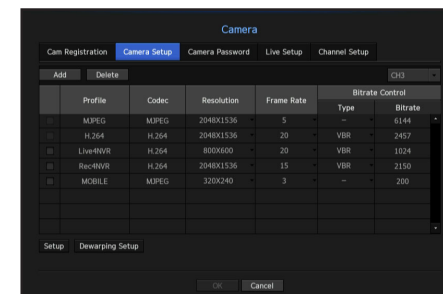 Camera
Cam Registration Camera Setup Camera Password Live Setup Channel Setup
Add Delete CH3
Profile Codec Resolution Frame Rate Bitrate Control
Type Bitrate
MJPEG MJPEG 2048X1536 5 – 6144
H.264 H.264 2048X1536 20 VBR 2457
Live4NVR H.264 800X600 20 VBR 1024
Rec4NVR H.264 2048X1536 15 VBR 2150
MOBILE MJPEG 320X240 3 – 200
Setup Dewarping Setup
OK Cancel